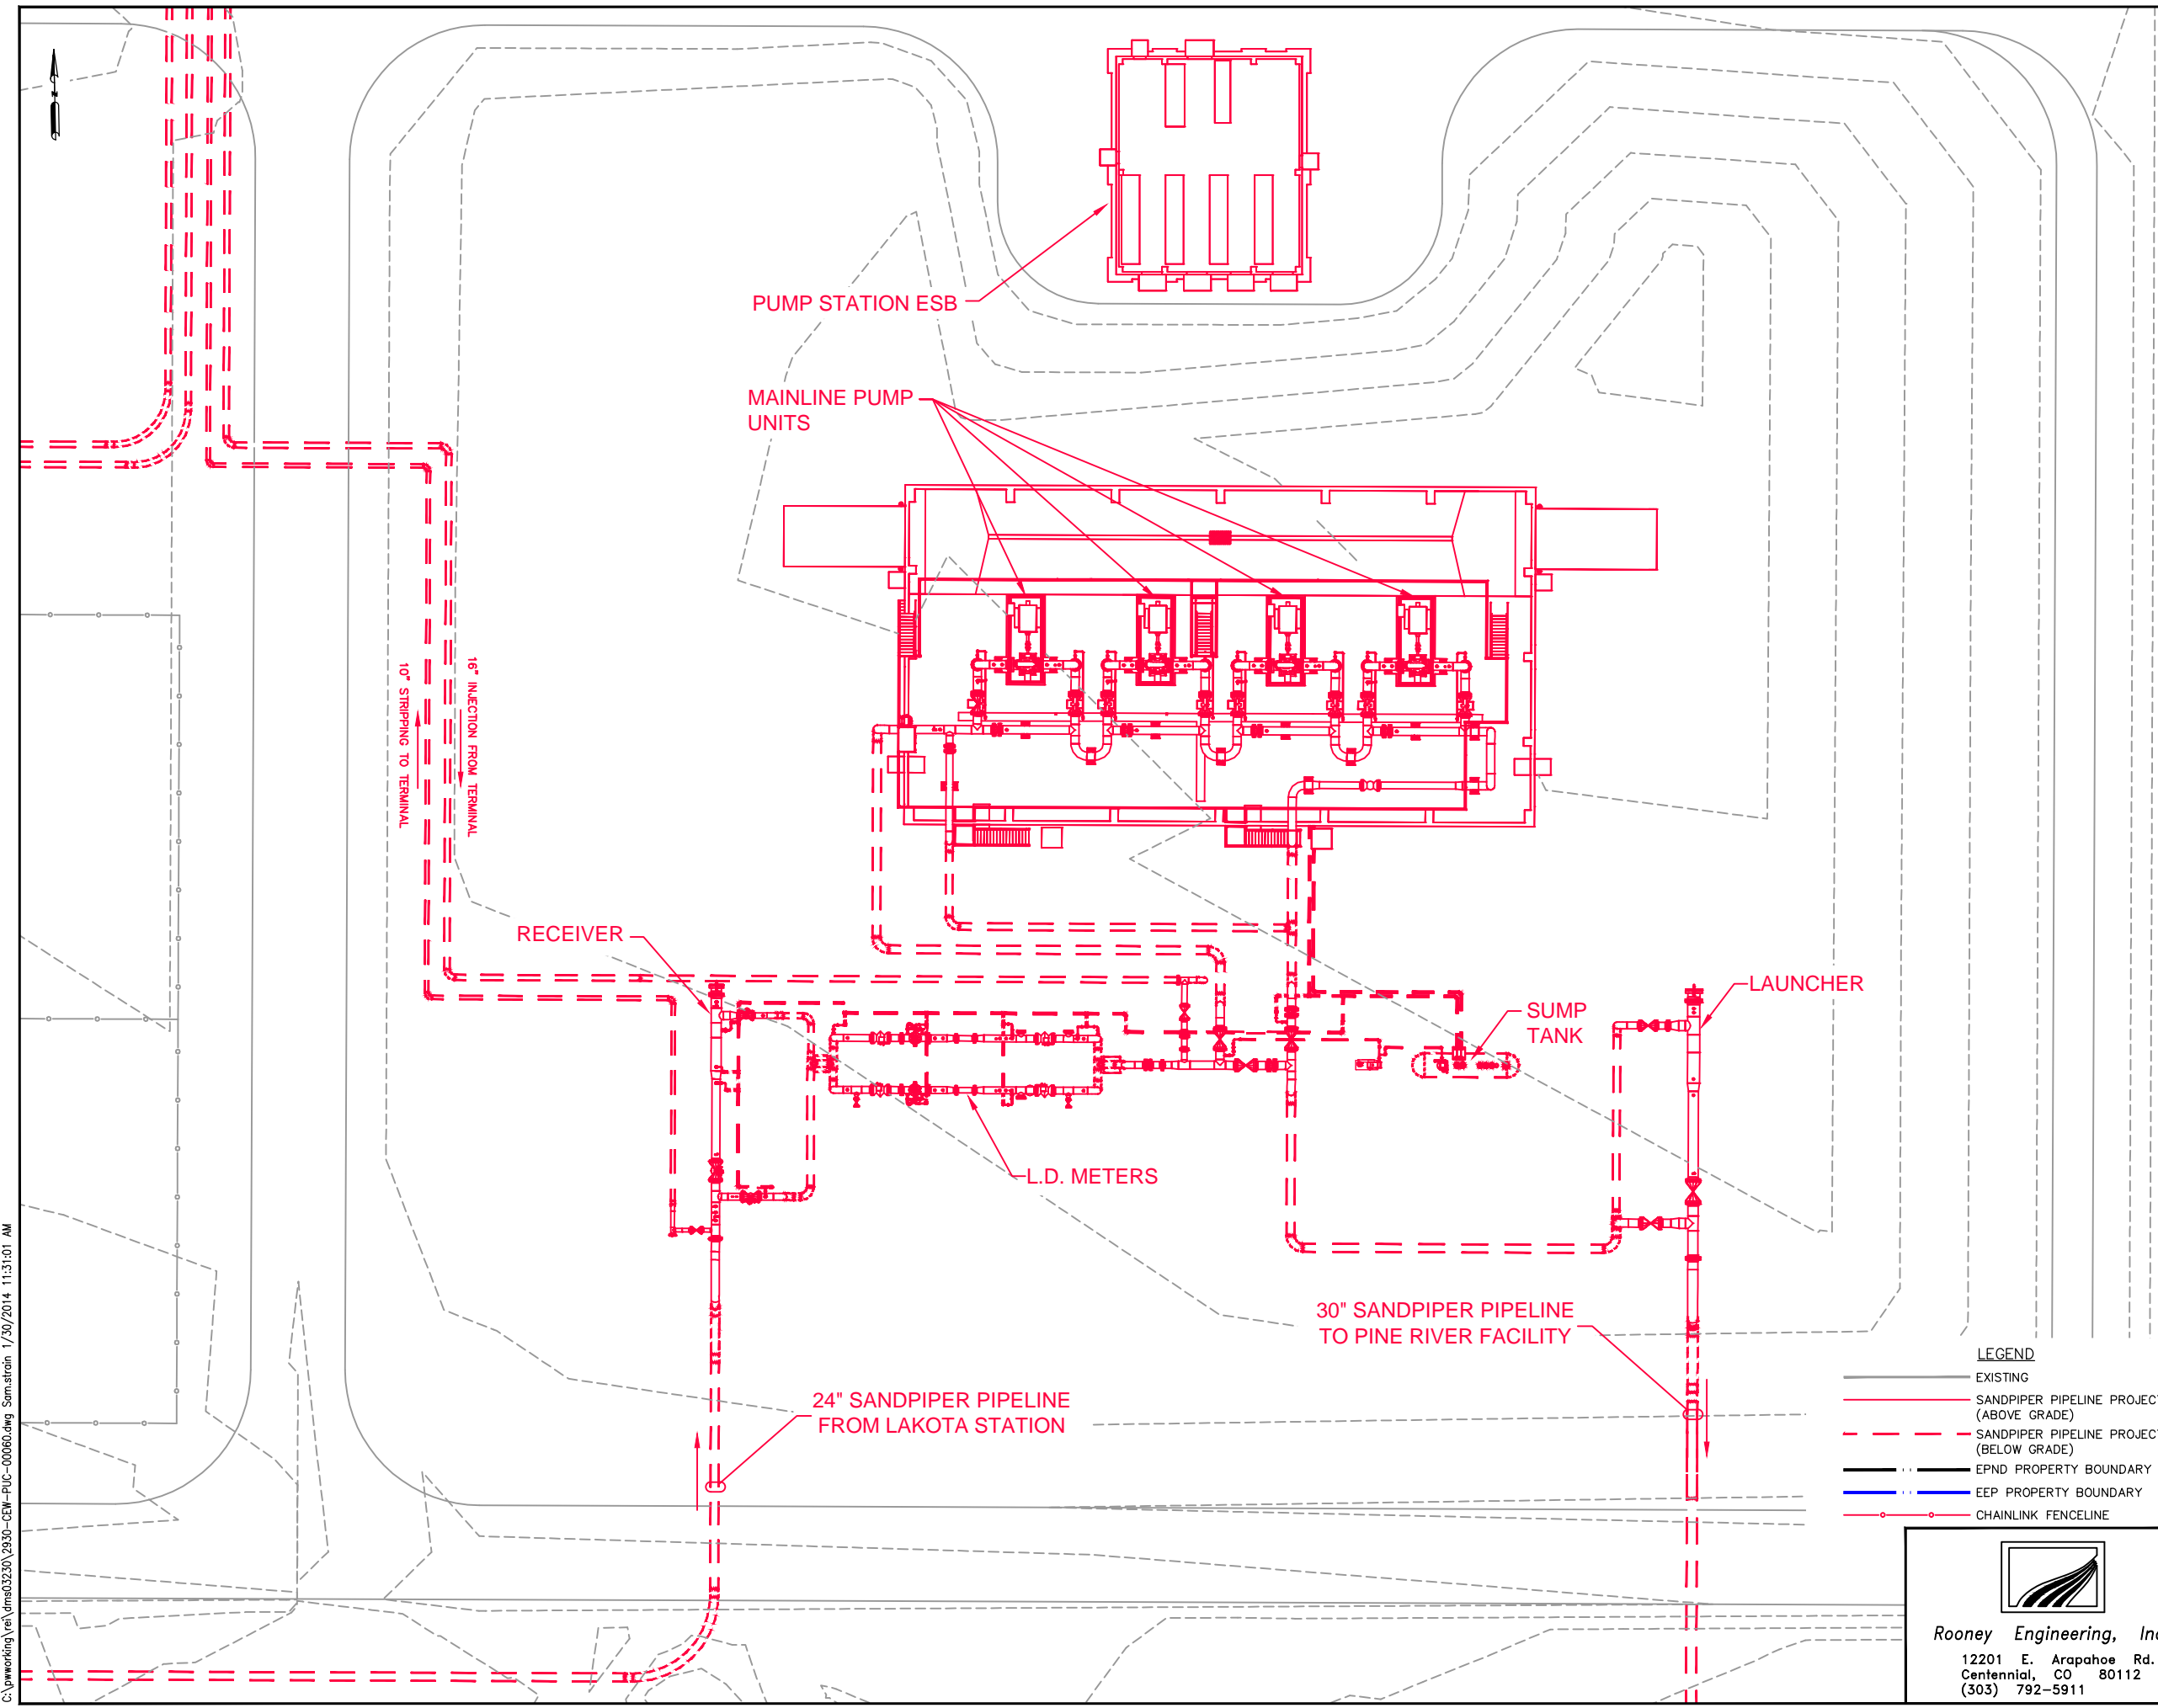 N
PUMP STATION ESB
MAINLINE PUMP
UNITS
16" INJECTION FROM TERMINAL
10" STRIPPING TO TERMINAL
RECEIVER
LAUNCHER
SUMP
TANK
L.D. METERS
30" SANDPIPER PIPELINE
TO PINE RIVER FACILITY
24" SANDPIPER PIPELINE
FROM LAKOTA STATION
LEGEND
EXISTING
SANDPIPER PIPELINE PROJECT
(ABOVE GRADE)
SANDPIPER PIPELINE PROJECT
(BELOW GRADE)
EPND PROPERTY BOUNDARY
EEP PROPERTY BOUNDARY
CHAINLINK FENCELINE
Rooney Engineering, Inc
12201 E. Arapahoe Rd.
Centennial, CO 80112
(303) 792-5911
C:\pwworking\rei\dms03230\2930-CEW-PUC-00060.dwg Sam.strain 1/30/2014 11:31:01 AM